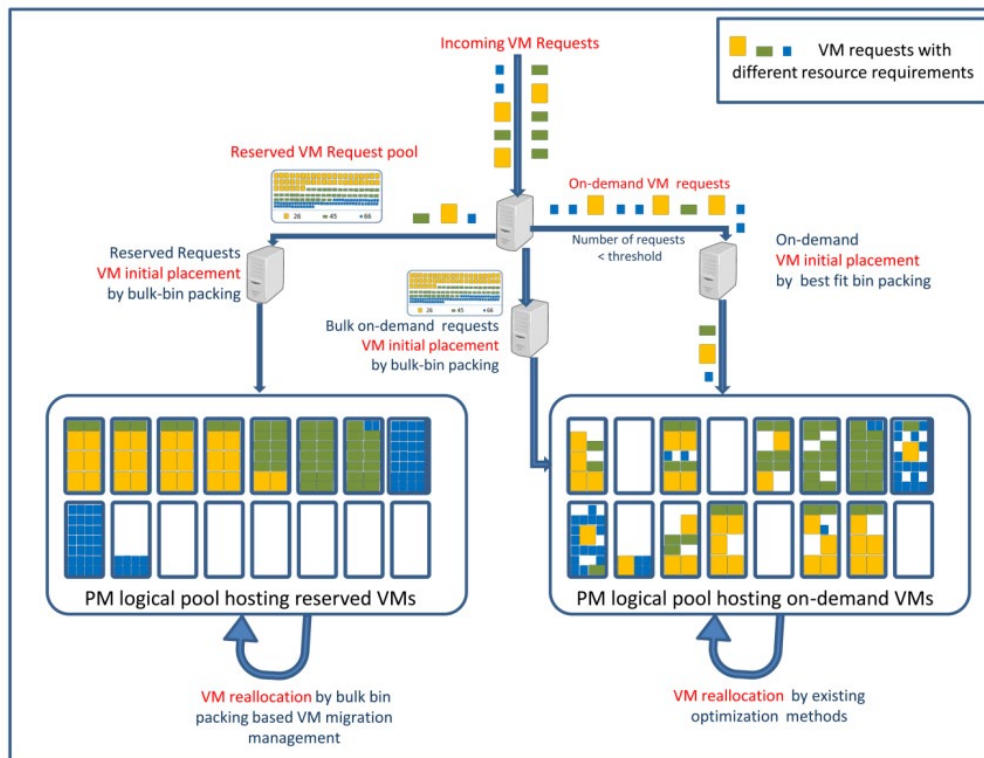 Incoming VM Requests
VM requests with
different resource requirements
Reserved VM Request pool
26 45 66
On-demand VM requests
Number of requests
< threshold
Reserved Requests
VM initial placement
by bulk-bin packing
On-demand
VM initial placement
by best fit bin packing
26 45 66
Bulk on-demand requests
VM initial placement
by bulk-bin packing
PM logical pool hosting reserved VMs
PM logical pool hosting on-demand VMs
VM reallocation by bulk bin
packing based VM migration
management
VM reallocation by existing
optimization methods